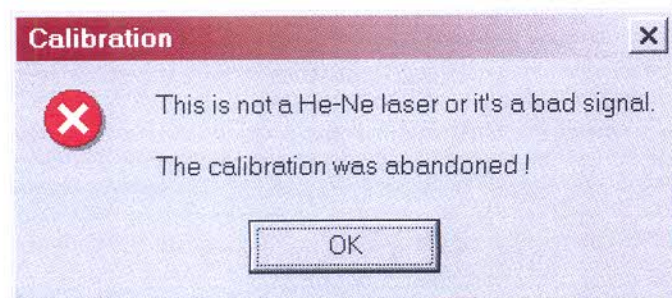 Calibration
This is not a He-Ne laser or it's a bad signal.
The calibration was abandoned !
OK